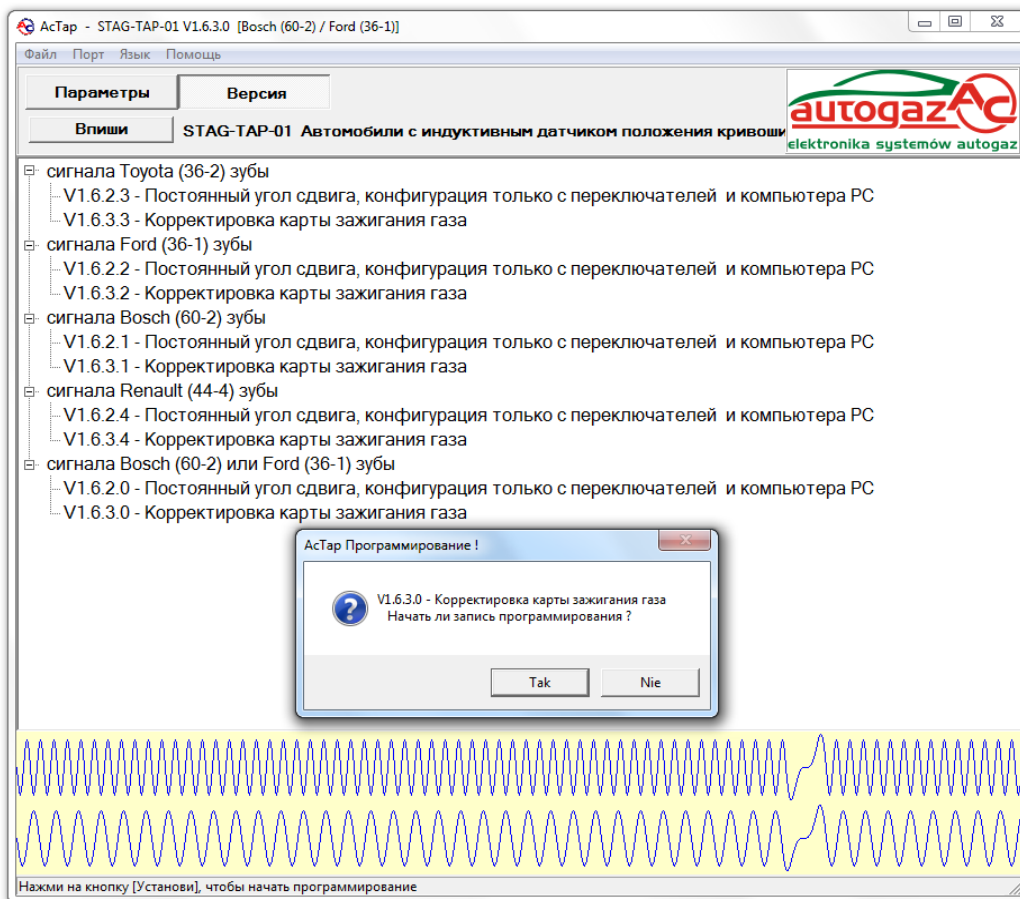 АсТар - STAG-TAP-01 V1.6.3.0 [Bosch (60-2) / Ford (36-1)]
Файл Порт Язык Помощь
Параметры Версия
Впиши STAG-TAP-01 Автомобили с индуктивным датчиком положения кривоши
autogaz AC
elektronika systemów autogaz
сигнала Toyota (36-2) зубы
V1.6.2.3 - Постоянный угол сдвига, конфигурация только с переключателей и компьютера PC
V1.6.3.3 - Корректировка карты зажигания газа
сигнала Ford (36-1) зубы
V1.6.2.2 - Постоянный угол сдвига, конфигурация только с переключателей и компьютера PC
V1.6.3.2 - Корректировка карты зажигания газа
сигнала Bosch (60-2) зубы
V1.6.2.1 - Постоянный угол сдвига, конфигурация только с переключателей и компьютера PC
V1.6.3.1 - Корректировка карты зажигания газа
сигнала Renault (44-4) зубы
V1.6.2.4 - Постоянный угол сдвига, конфигурация только с переключателей и компьютера PC
V1.6.3.4 - Корректировка карты зажигания газа
сигнала Bosch (60-2) или Ford (36-1) зубы
V1.6.2.0 - Постоянный угол сдвига, конфигурация только с переключателей и компьютера PC
V1.6.3.0 - Корректировка карты зажигания газа
АсТар Программирование !
V1.6.3.0 - Корректировка карты зажигания газа
Начать ли запись программирования ?
Tak Nie
Нажми на кнопку [Установи], чтобы начать программирование